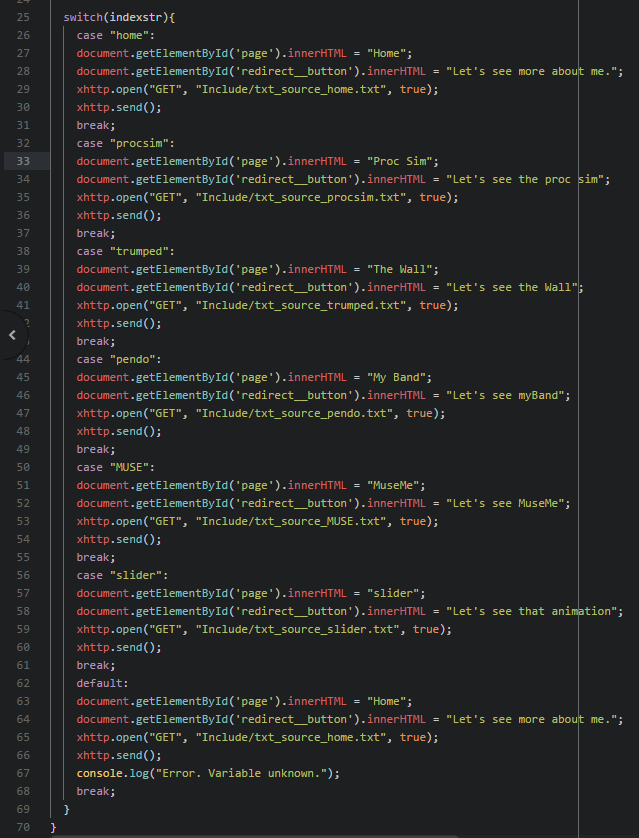 25 switch(indexstr){
26 case "home":
27 document.getElementById('page').innerHTML = "Home";
28 document.getElementById('redirect__button').innerHTML = "Let's see more about me.";
29 xhttp.open("GET", "Include/txt_source_home.txt", true);
30 xhttp.send();
31 break;
32 case "procsim":
33 document.getElementById('page').innerHTML = "Proc Sim";
34 document.getElementById('redirect__button').innerHTML = "Let's see the proc sim";
35 xhttp.open("GET", "Include/txt_source_procsim.txt", true);
36 xhttp.send();
37 break;
38 case "trumped":
39 document.getElementById('page').innerHTML = "The Wall";
40 document.getElementById('redirect__button').innerHTML = "Let's see the Wall";
41 xhttp.open("GET", "Include/txt_source_trumped.txt", true);
xhttp.send();
break;
44 case "pendo":
45 document.getElementById('page').innerHTML = "My Band";
46 document.getElementById('redirect__button').innerHTML = "Let's see myBand";
47 xhttp.open("GET", "Include/txt_source_pendo.txt", true);
48 xhttp.send();
49 break;
50 case "MUSE":
51 document.getElementById('page').innerHTML = "MuseMe";
52 document.getElementById('redirect__button').innerHTML = "Let's see MuseMe";
53 xhttp.open("GET", "Include/txt_source_MUSE.txt", true);
54 xhttp.send();
55 break;
56 case "slider":
57 document.getElementById('page').innerHTML = "slider";
58 document.getElementById('redirect__button').innerHTML = "Let's see that animation";
59 xhttp.open("GET", "Include/txt_source_slider.txt", true);
60 xhttp.send();
61 break;
62 default:
63 document.getElementById('page').innerHTML = "Home";
64 document.getElementById('redirect__button').innerHTML = "Let's see more about me.";
65 xhttp.open("GET", "Include/txt_source_home.txt", true);
66 xhttp.send();
67 console.log("Error. Variable unknown.");
68 break;
69 }
70 }